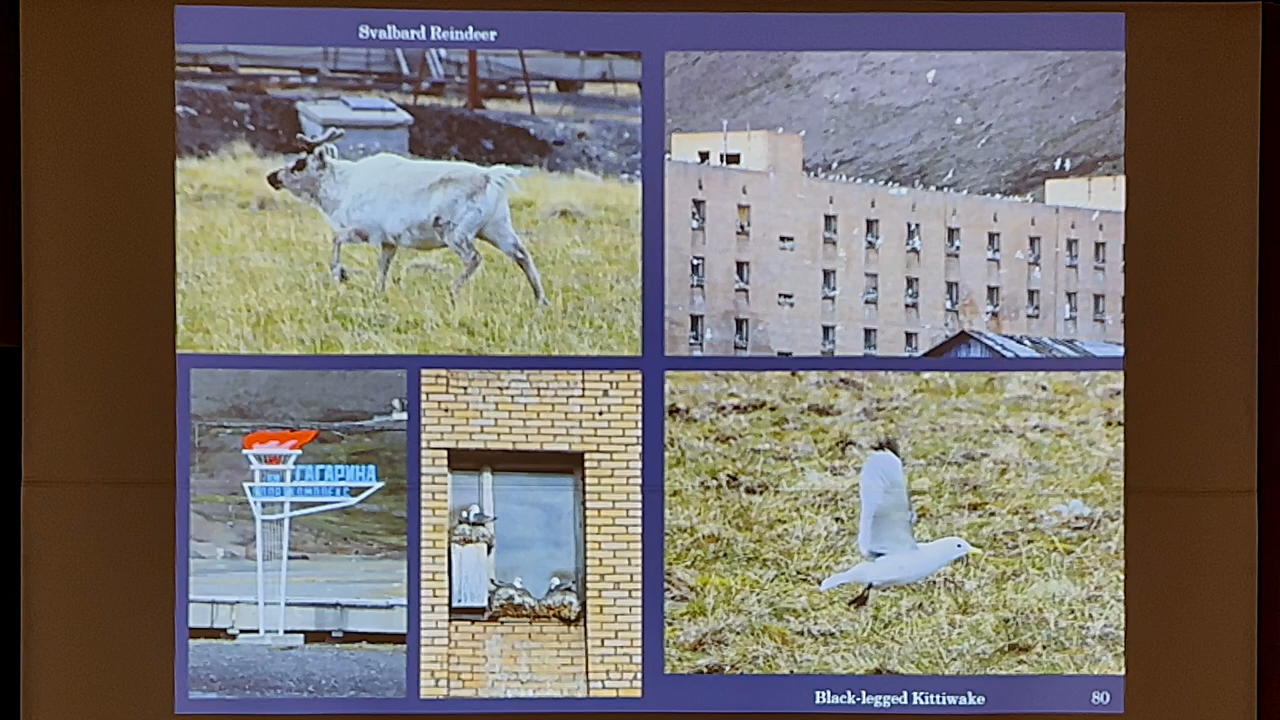 Svalbard Reindeer
ГАГАРИНА
Black-legged Kittiwake
80